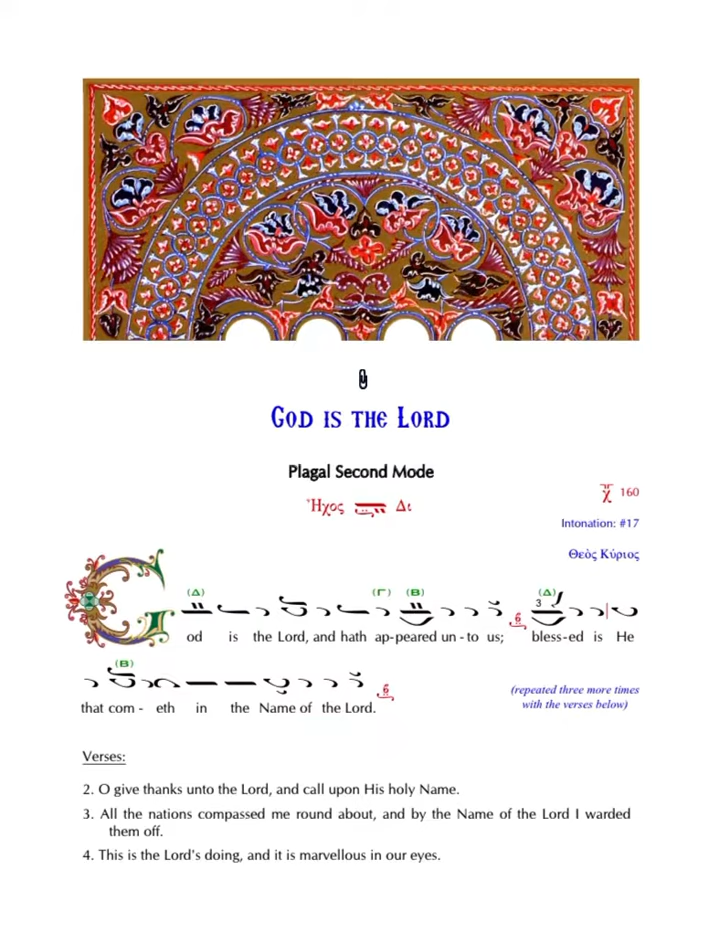 God is the Lord
Plagal Second Mode
Ἦχος Δι
160
Intonation: #17
Θεὸς Κύριος
(Δ) (Γ) (Β) (Δ)
3
God is the Lord, and hath ap-peared un - to us; bless-ed is He
(Β)
that com - eth in the Name of the Lord.
(repeated three more times
with the verses below)
Verses:
2. O give thanks unto the Lord, and call upon His holy Name.
3. All the nations compassed me round about, and by the Name of the Lord I warded
them off.
4. This is the Lord's doing, and it is marvellous in our eyes.